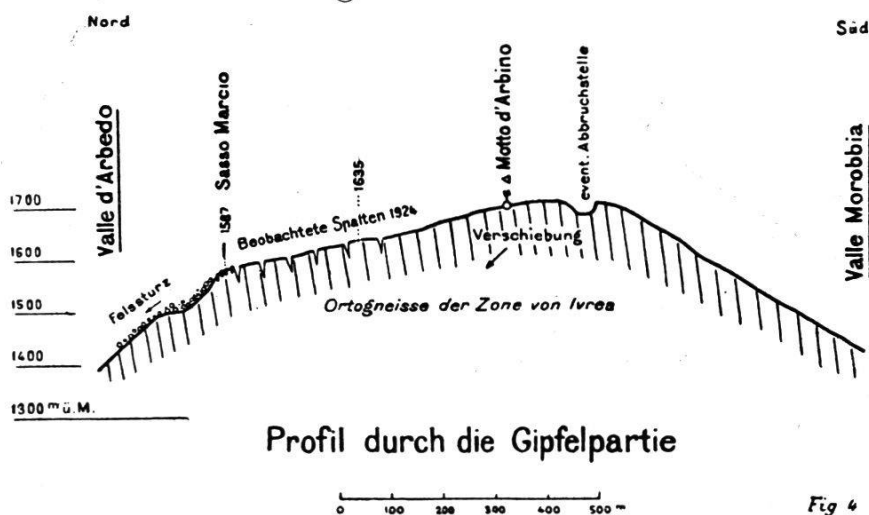 Nord
Süd
Valle d'Arbedo
1587 Sasso Marcio
Beobachtete Spalten 1924
1635
Motto d'Arbino
event. Abbruchstelle
Valle Morobbia
1700
1600
1500
1400
1300 m ü.M.
Felssturz
Verschiebung
Ortogneisse der Zone von Ivrea
Profil durch die Gipfelpartie
0 100 200 300 400 500 m
Fig 4